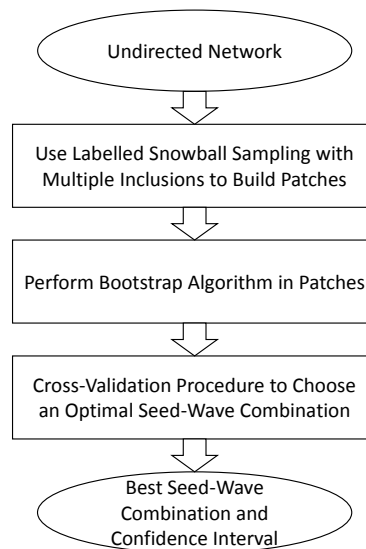 Undirected Network
Use Labelled Snowball Sampling with
Multiple Inclusions to Build Patches
Perform Bootstrap Algorithm in Patches
Cross-Validation Procedure to Choose
an Optimal Seed-Wave Combination
Best Seed-Wave
Combination and
Confidence Interval